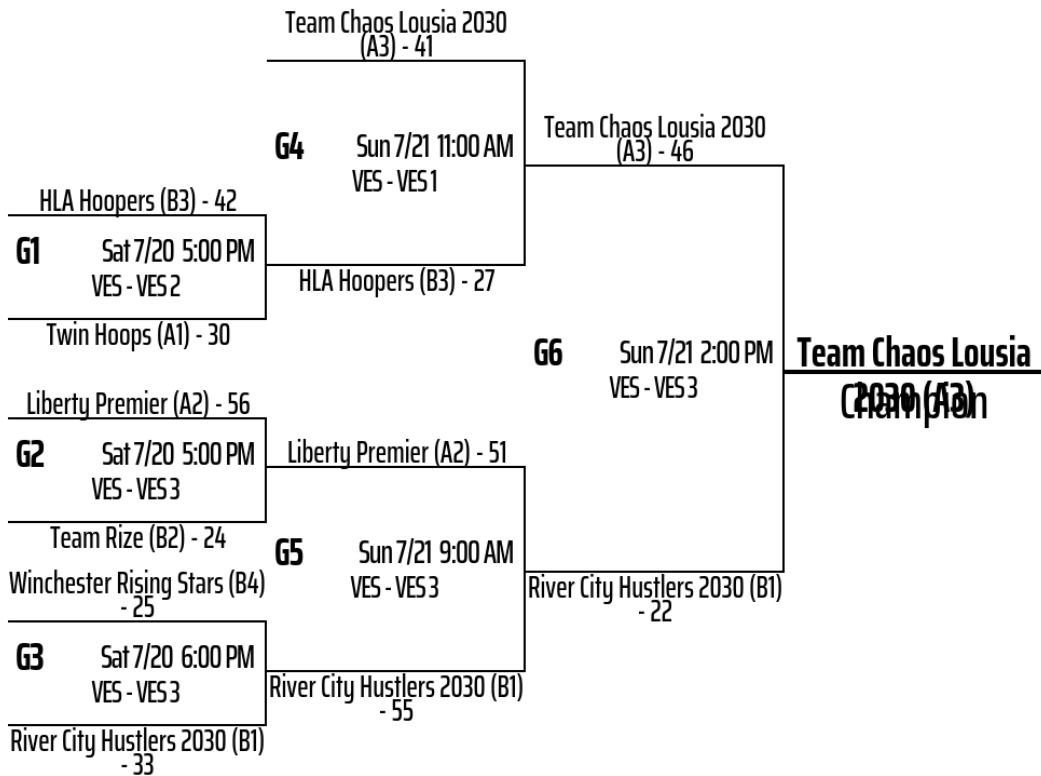 Team Chaos Lousia 2030
(A3) - 41
G4 Sun 7/21 11:00 AM
VES - VES 1
HLA Hoopers (B3) - 27
HLA Hoopers (B3) - 42
G1 Sat 7/20 5:00 PM
VES - VES 2
Twin Hoops (A1) - 30
Liberty Premier (A2) - 56
G2 Sat 7/20 5:00 PM
VES - VES 3
Team Rize (B2) - 24
Winchester Rising Stars (B4)
- 25
G3 Sat 7/20 6:00 PM
VES - VES 3
River City Hustlers 2030 (B1)
- 33
Liberty Premier (A2) - 51
G5 Sun 7/21 9:00 AM
VES - VES 3
River City Hustlers 2030 (B1)
- 55
Team Chaos Lousia 2030
(A3) - 46
G6 Sun 7/21 2:00 PM
VES - VES 3
River City Hustlers 2030 (B1)
- 22
Team Chaos Lousia
2030 (A3)
Champion